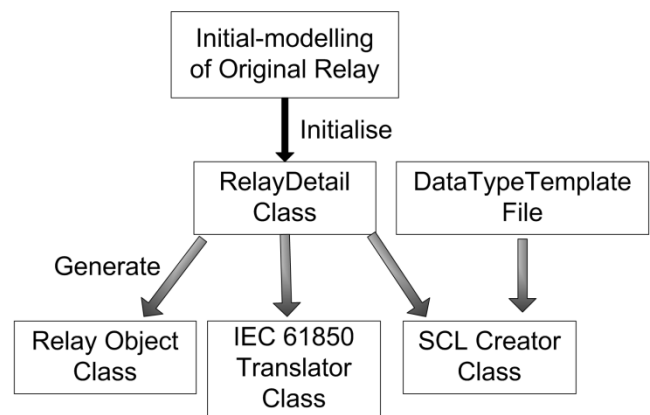 Initial-modelling
of Original Relay
Initialise
RelayDetail
Class
DataTypeTemplate
File
Generate
Relay Object
Class
IEC 61850
Translator
Class
SCL Creator
Class